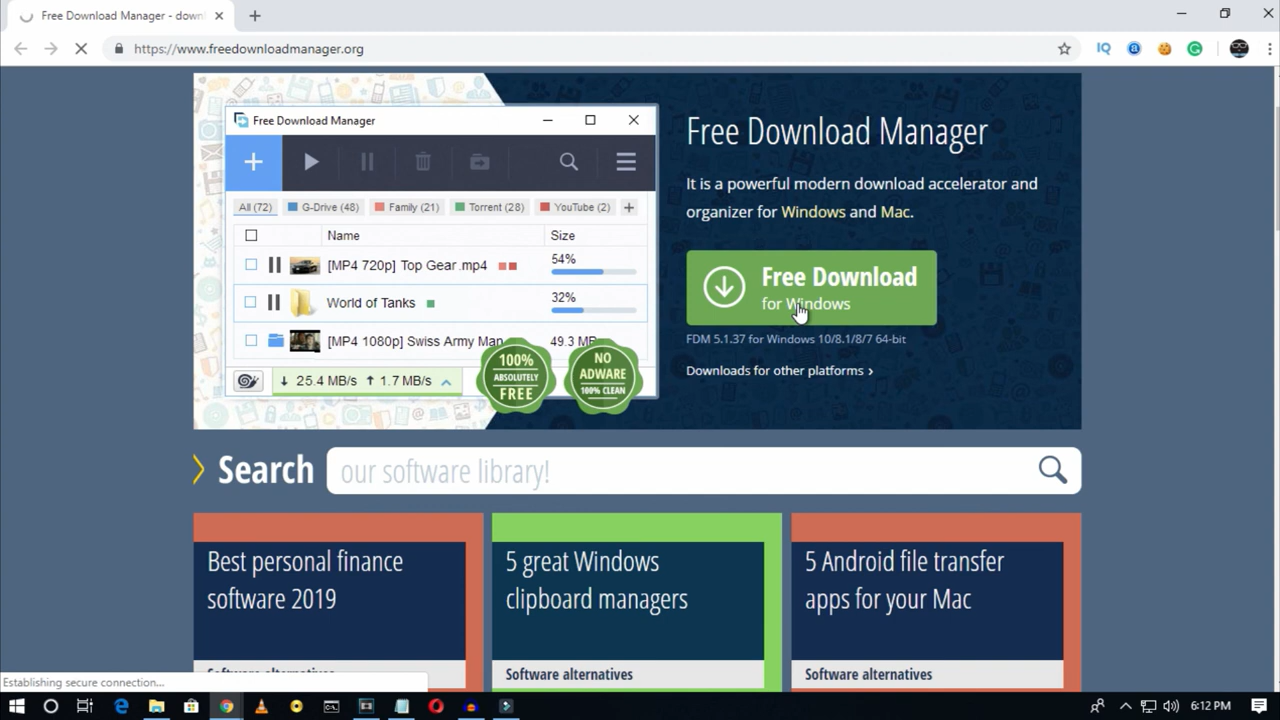 Free Download Manager - down
https://www.freedownloadmanager.org
IQ
Free Download Manager
All (72)
G-Drive (48)
Family (21)
Torrent (28)
YouTube (2)
Name
Size
[MP4 720p] Top Gear .mp4
54%
World of Tanks
32%
[MP4 1080p] Swiss Army Man
49.3 MB
25.4 MB/s
1.7 MB/s
100%
ABSOLUTELY
FREE
NO
ADWARE
100% CLEAN
Free Download Manager
It is a powerful modern download accelerator and
organizer for Windows and Mac.
Free Download
for Windows
FDM 5.1.37 for Windows 10/8.1/8/7 64-bit
Downloads for other platforms ›
Search
our software library!
Best personal finance
software 2019
Software alternatives
5 great Windows
clipboard managers
Software alternatives
5 Android file transfer
apps for your Mac
Software alternatives
Establishing secure connection...
6:12 PM